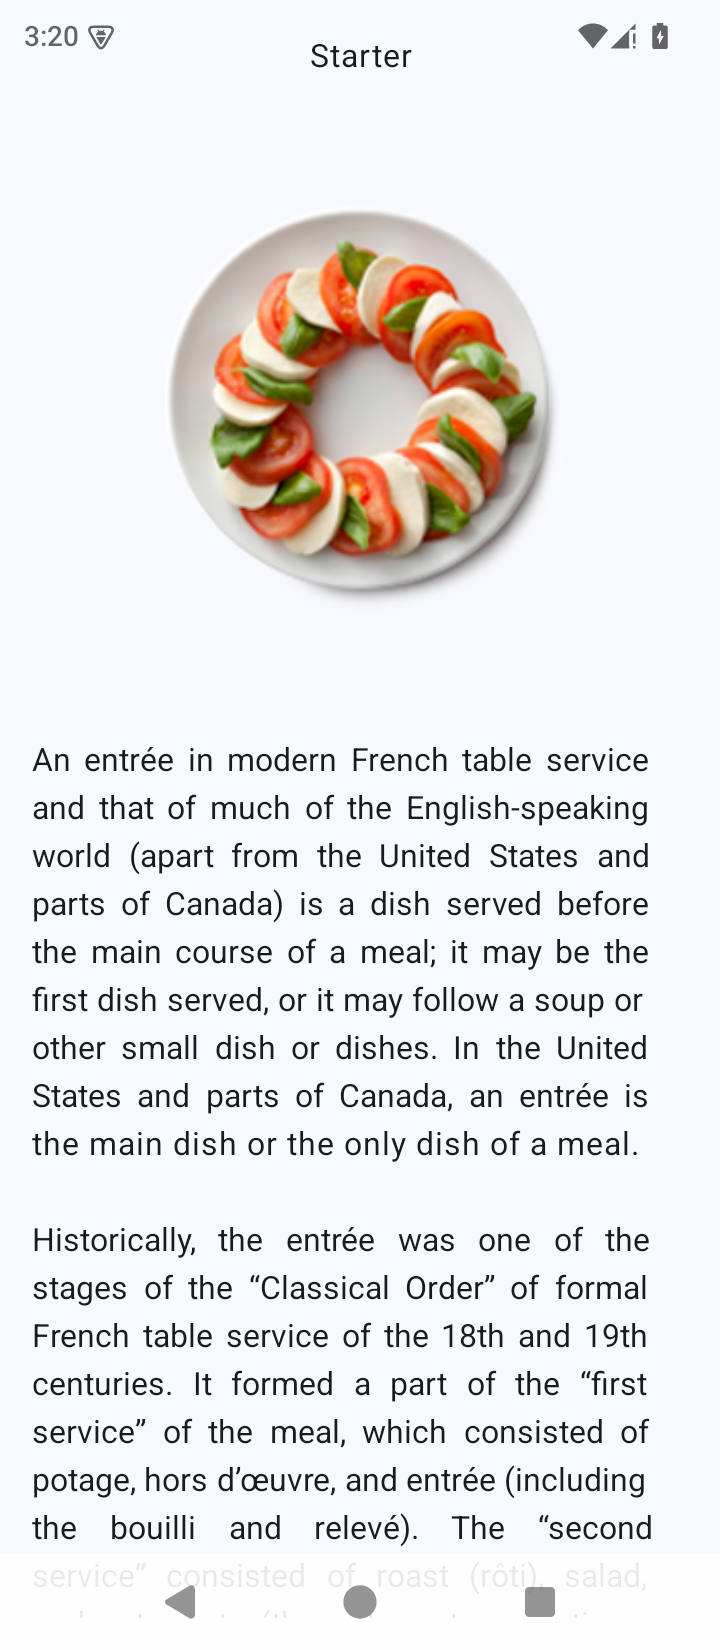 3:20
Starter
An entrée in modern French table service
and that of much of the English-speaking
world (apart from the United States and
parts of Canada) is a dish served before
the main course of a meal; it may be the
first dish served, or it may follow a soup or
other small dish or dishes. In the United
States and parts of Canada, an entrée is
the main dish or the only dish of a meal.
Historically, the entrée was one of the
stages of the “Classical Order” of formal
French table service of the 18th and 19th
centuries. It formed a part of the “first
service” of the meal, which consisted of
potage, hors d’œuvre, and entrée (including
the bouilli and relevé). The “second
service” consisted of roast (rôti), salad,